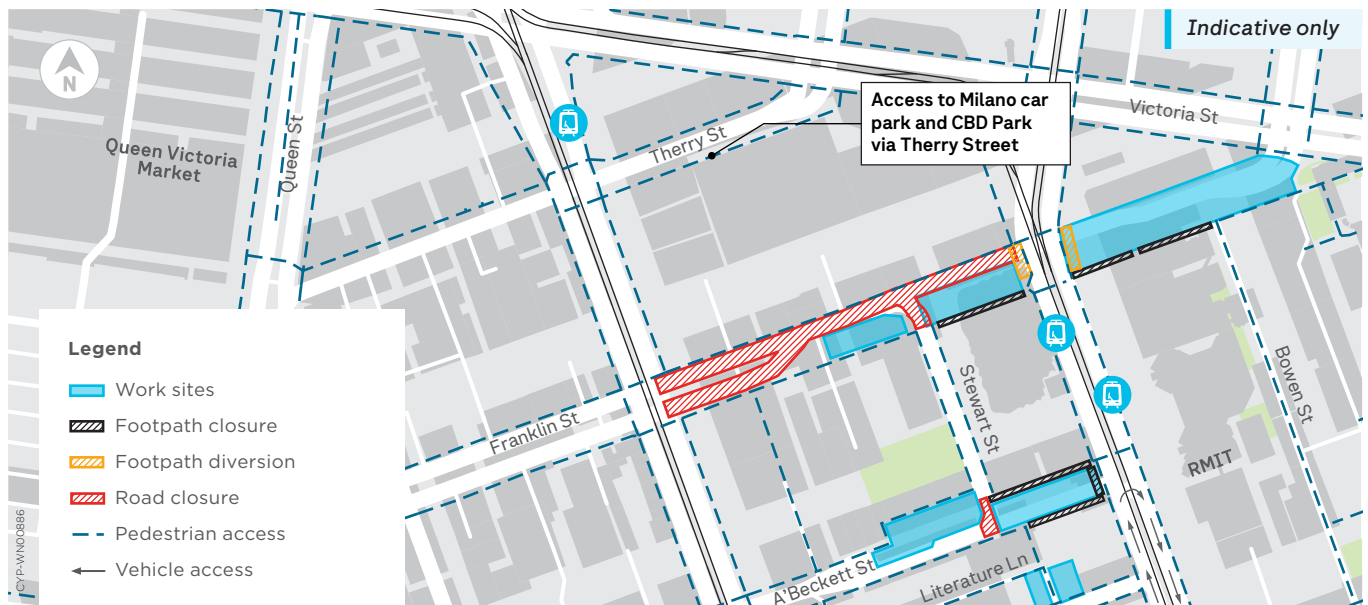 Indicative only
N
Access to Milano car
park and CBD Park
via Therry Street
Victoria St
Therry St
Queen St
Queen Victoria
Market
Franklin St
Stewart St
Bowen St
RMIT
A'Beckett St
Literature Ln
Legend
Work sites
Footpath closure
Footpath diversion
Road closure
Pedestrian access
Vehicle access
CYP-WN00886